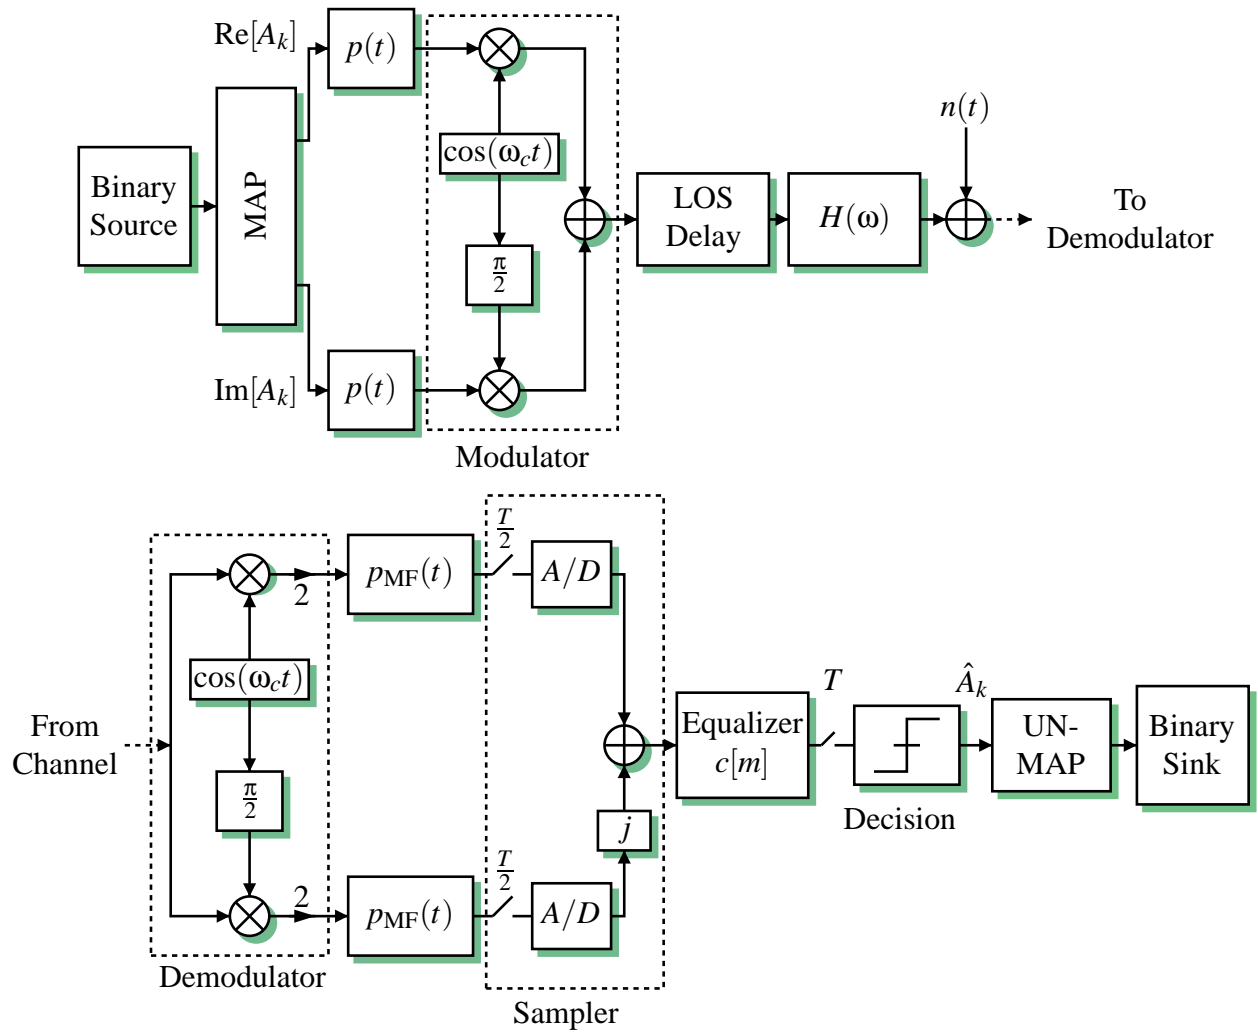 Re[A_k]
p(t)
n(t)
cos(ω_c t)
Binary
Source
MAP
LOS
Delay
H(ω)
To
Demodulator
π/2
Im[A_k]
p(t)
Modulator
T/2
2
p_MF(t)
A/D
cos(ω_c t)
From
Channel
T
Â_k
Equalizer
c[m]
UN-
MAP
Binary
Sink
π/2
j
Decision
T/2
2
p_MF(t)
A/D
Demodulator
Sampler